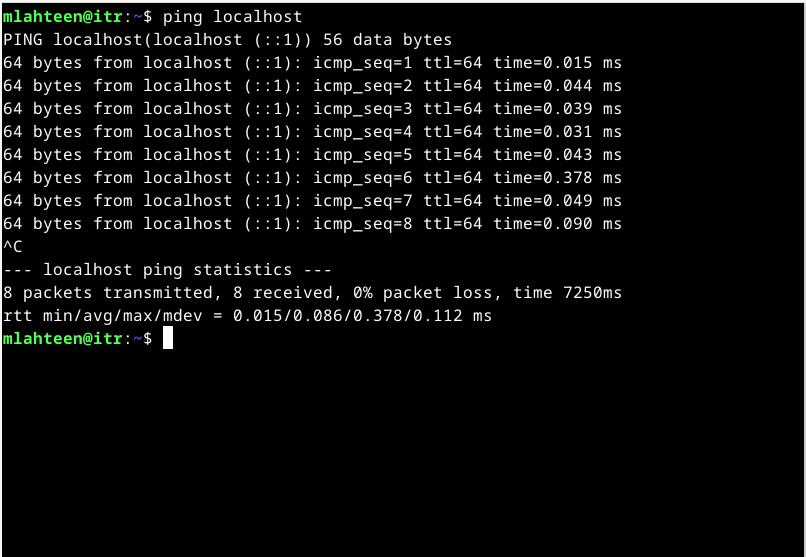 mlahteen@itr:~$ ping localhost
PING localhost(localhost (::1)) 56 data bytes
64 bytes from localhost (::1): icmp_seq=1 ttl=64 time=0.015 ms
64 bytes from localhost (::1): icmp_seq=2 ttl=64 time=0.044 ms
64 bytes from localhost (::1): icmp_seq=3 ttl=64 time=0.039 ms
64 bytes from localhost (::1): icmp_seq=4 ttl=64 time=0.031 ms
64 bytes from localhost (::1): icmp_seq=5 ttl=64 time=0.043 ms
64 bytes from localhost (::1): icmp_seq=6 ttl=64 time=0.378 ms
64 bytes from localhost (::1): icmp_seq=7 ttl=64 time=0.049 ms
64 bytes from localhost (::1): icmp_seq=8 ttl=64 time=0.090 ms
^C
--- localhost ping statistics ---
8 packets transmitted, 8 received, 0% packet loss, time 7250ms
rtt min/avg/max/mdev = 0.015/0.086/0.378/0.112 ms
mlahteen@itr:~$